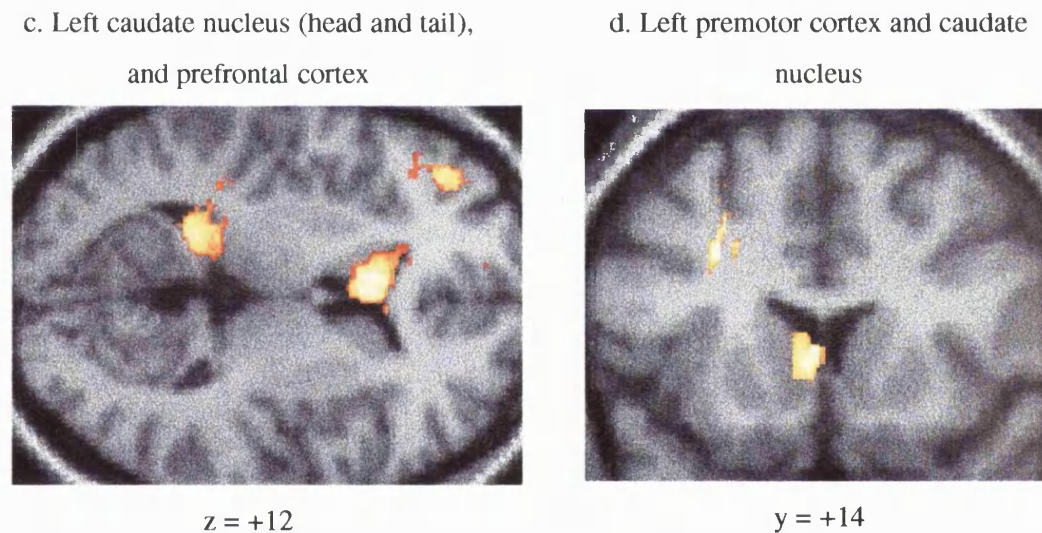 c. Left caudate nucleus (head and tail),
and prefrontal cortex
z = +12
d. Left premotor cortex and caudate
nucleus
y = +14